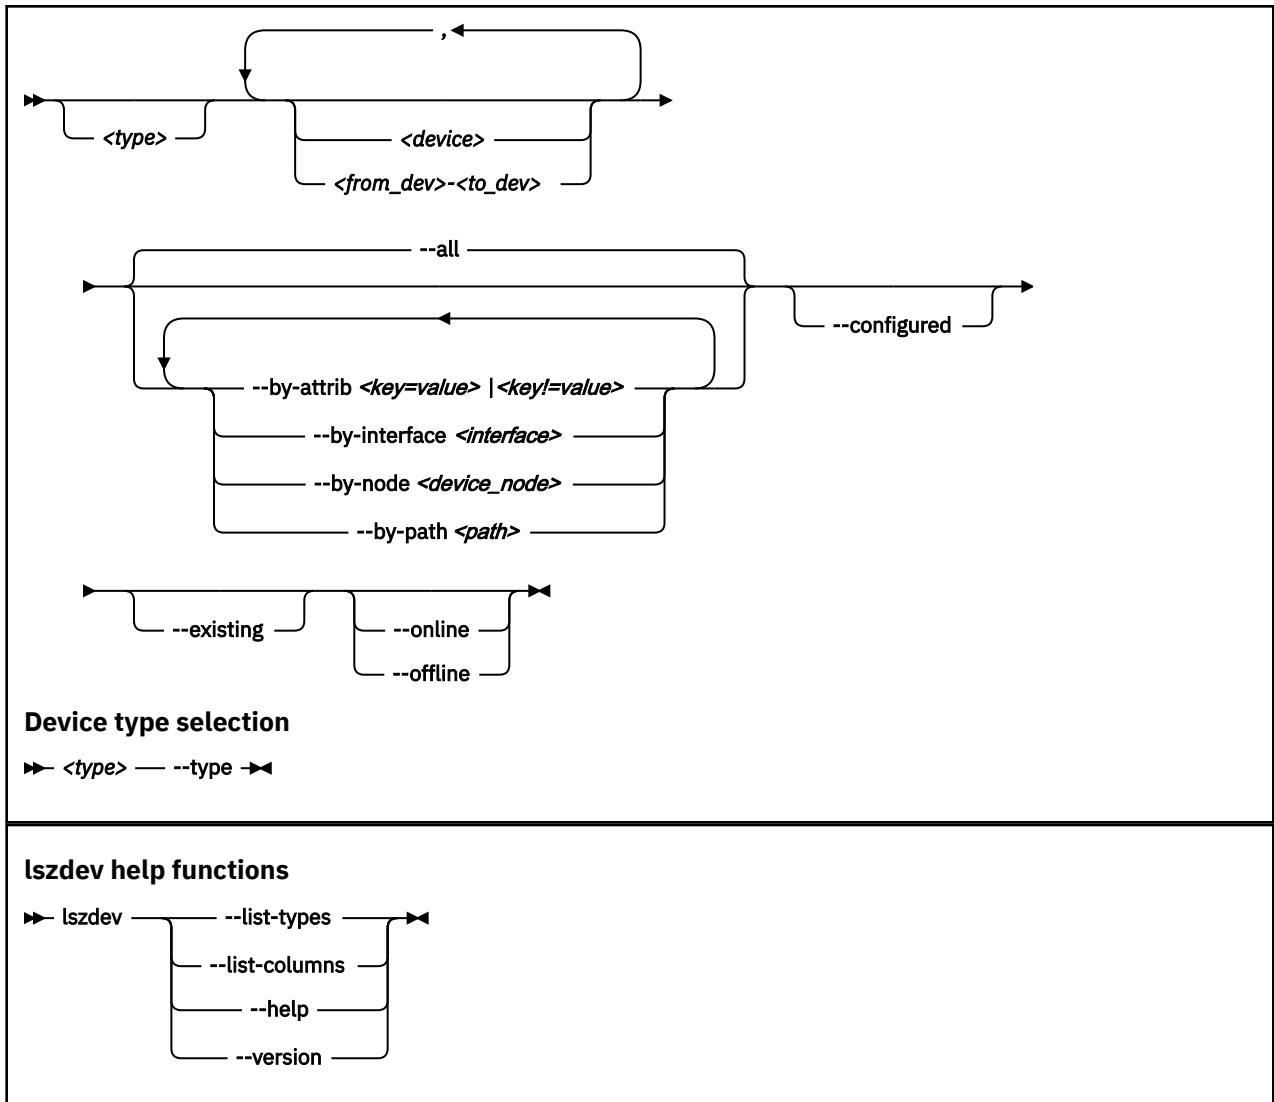 ,
<type>
<device>
<from_dev>-<to_dev>
--all
--configured
--by-attrib <key=value> |<key!=value>
--by-interface <interface>
--by-node <device_node>
--by-path <path>
--existing
--online
--offline
Device type selection
<type> --type
lszdev help functions
lszdev --list-types
--list-columns
--help
--version